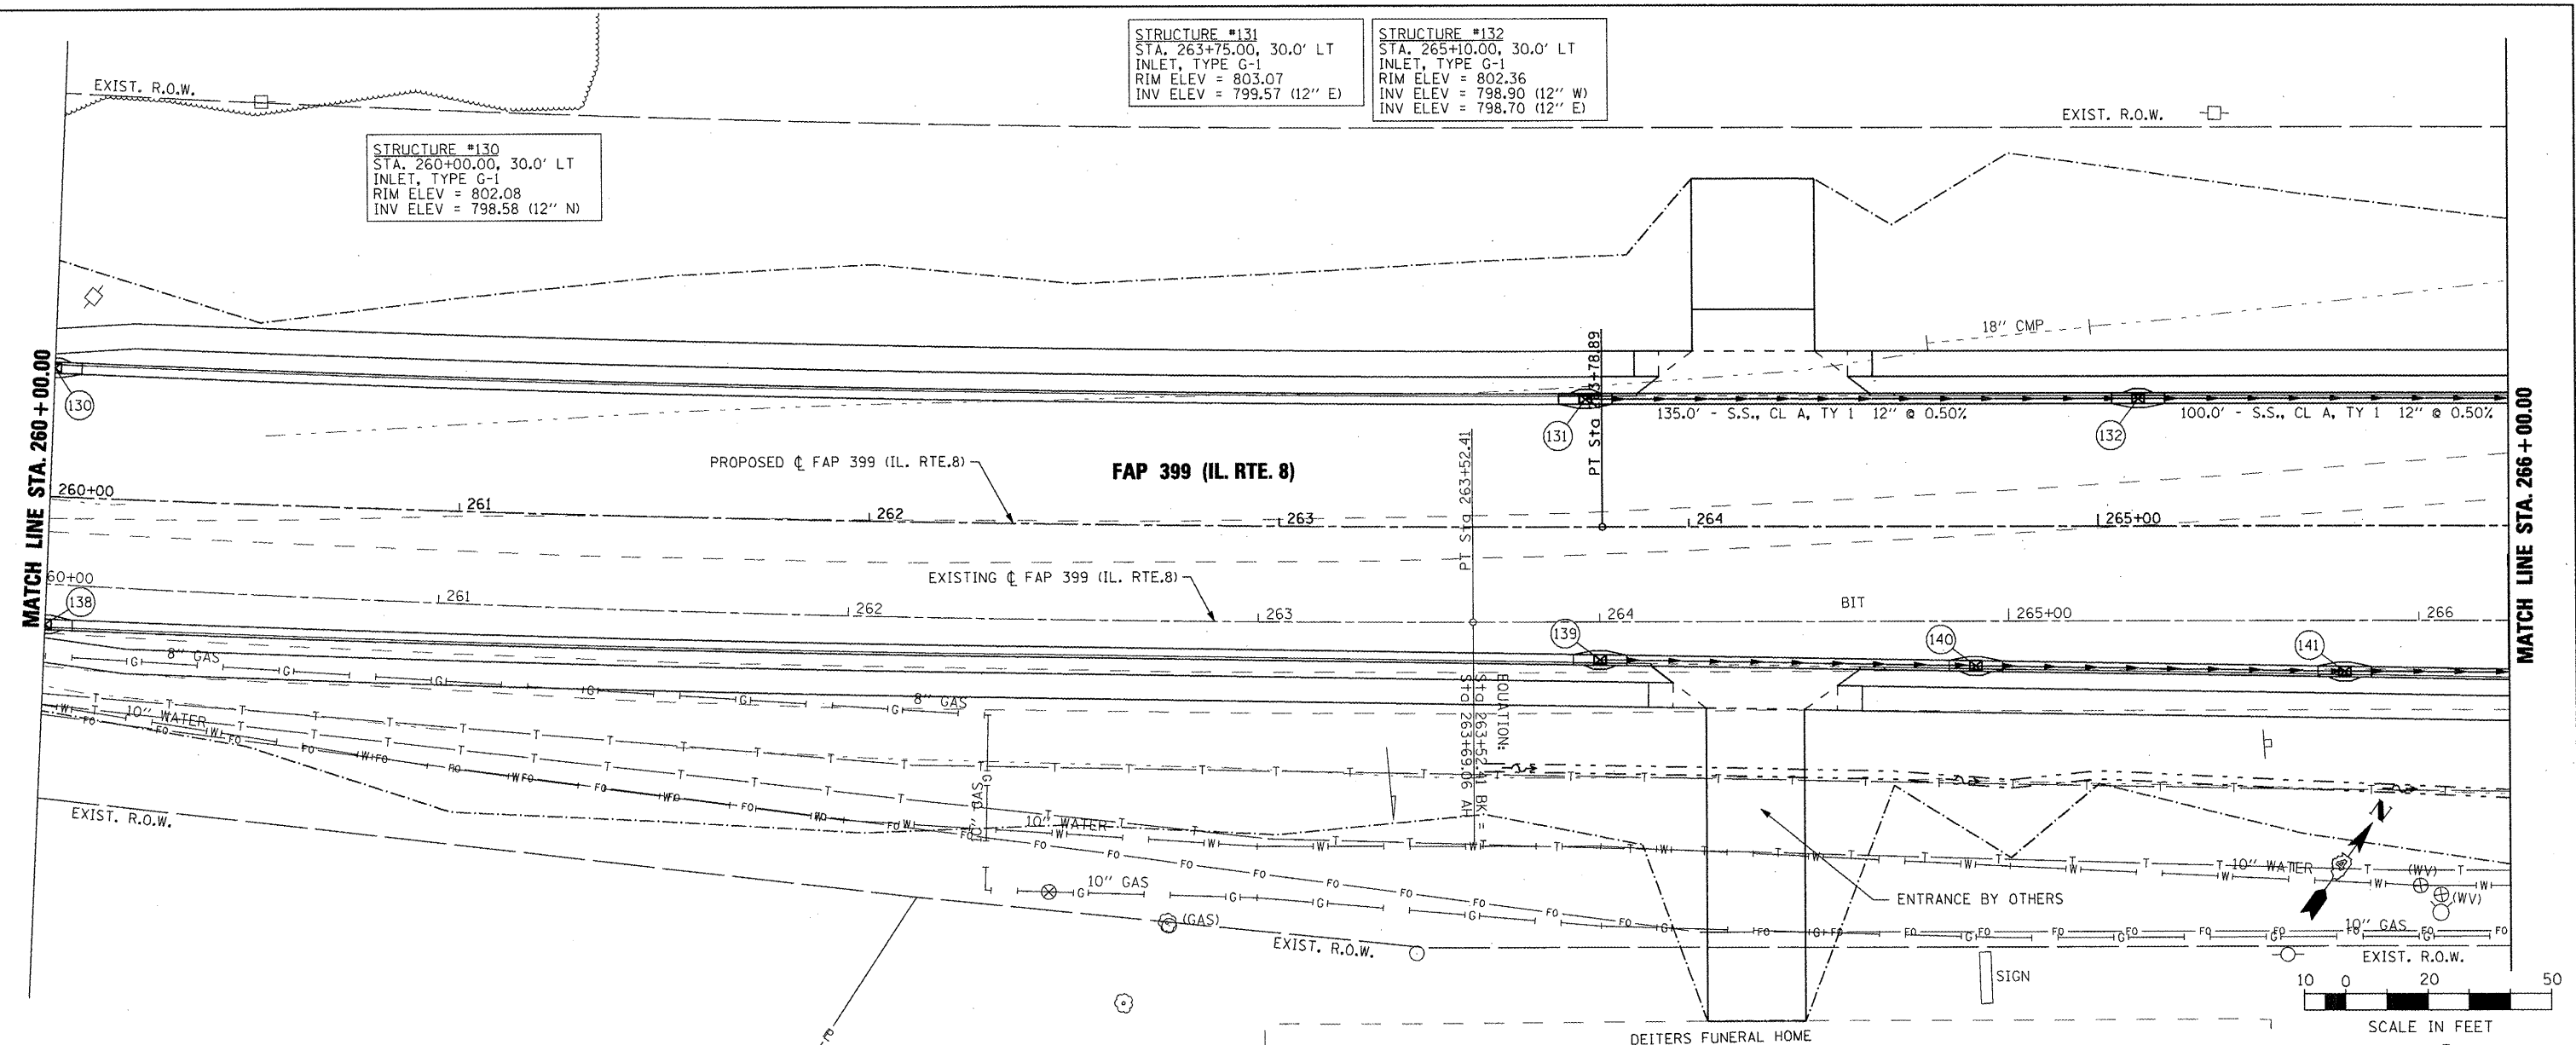 STRUCTURE #131
STA. 263+75.00, 30.0' LT
INLET, TYPE G-1
RIM ELEV = 803.07
INV ELEV = 799.57 (12" E)
STRUCTURE #132
STA. 265+10.00, 30.0' LT
INLET, TYPE G-1
RIM ELEV = 802.36
INV ELEV = 798.90 (12" W)
INV ELEV = 798.70 (12" E)
EXIST. R.O.W.
EXIST. R.O.W.
STRUCTURE #130
STA. 260+00.00, 30.0' LT
INLET, TYPE G-1
RIM ELEV = 802.08
INV ELEV = 798.58 (12" N)
18" CMP
MATCH LINE STA. 260+00.00
MATCH LINE STA. 266+00.00
130
131
132
135.0' - S.S., CL A, TY 1 12" @ 0.50%
100.0' - S.S., CL A, TY 1 12" @ 0.50%
PT Sta 263+78.89
PT Sta 263+52.41
PROPOSED ℄ FAP 399 (IL. RTE.8)
FAP 399 (IL. RTE. 8)
260+00
261
262
263
264
265+00
EXISTING ℄ FAP 399 (IL. RTE.8)
60+00
261
262
263
264
BIT
265+00
266
138
139
140
141
8" GAS
8" GAS
10" WATER
10" WATER
10" WATER
EQUATION:
Sta 263+52.41 BK =
Sta 263+69.06 AH
EXIST. R.O.W.
10" GAS
(GAS)
EXIST. R.O.W.
ENTRANCE BY OTHERS
(WV)
(WV)
N
10" GAS
EXIST. R.O.W.
SIGN
DEITERS FUNERAL HOME
10 0 20 50
SCALE IN FEET